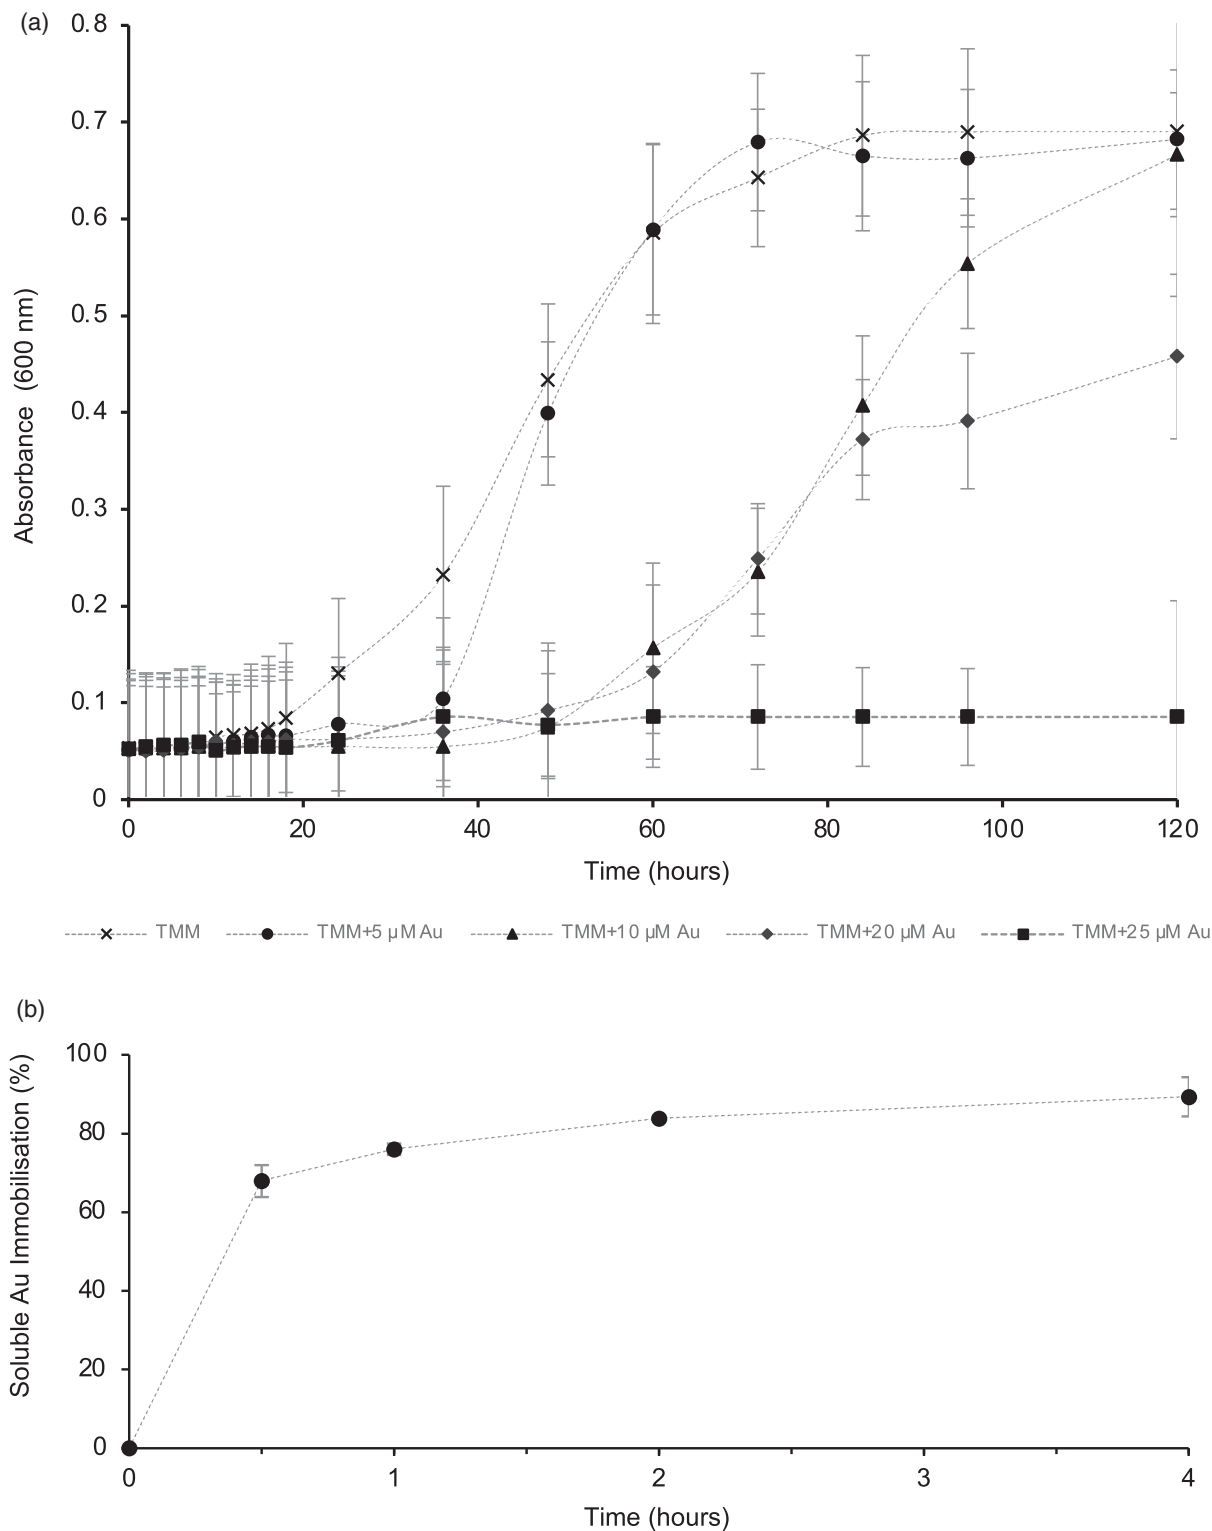 (a)
Absorbance (600 nm)
0.8
0.7
0.6
0.5
0.4
0.3
0.2
0.1
0
0 20 40 60 80 100 120
Time (hours)
TMM TMM+5 µM Au TMM+10 µM Au TMM+20 µM Au TMM+25 µM Au
(b)
Soluble Au Immobilisation (%)
100
80
60
40
20
0
0 1 2 3 4
Time (hours)